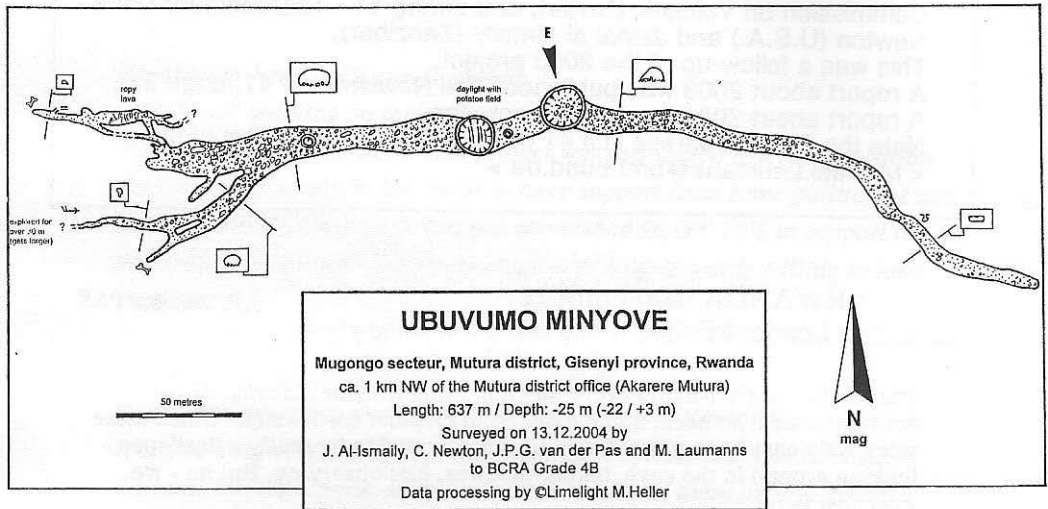 E
ropy
lava
daylight with
potatoe field
?
?
explored for
over 30 m
(gets larger)
25
UBUVUMO MINYOVE
Mugongo secteur, Mutura district, Gisenyi province, Rwanda
ca. 1 km NW of the Mutura district office (Akarere Mutura)
Length: 637 m / Depth: -25 m (-22 / +3 m)
Surveyed on 13.12.2004 by
J. Al-Ismaily, C. Newton, J.P.G. van der Pas and M. Laumanns
to BCRA Grade 4B
Data processing by ©Limelight M.Heller
50 metres
N
mag